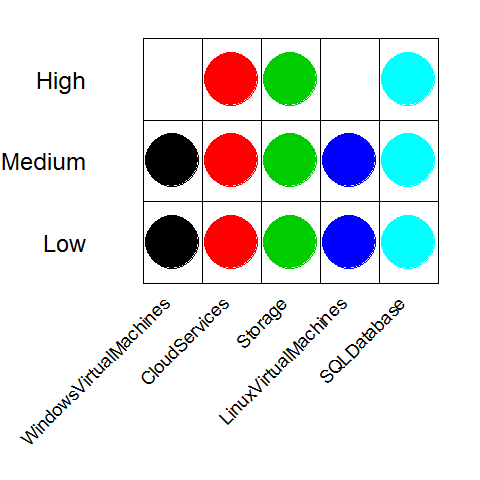 High
Medium
Low
WindowsVirtualMachines
CloudServices
Storage
LinuxVirtualMachines
SQLDatabase